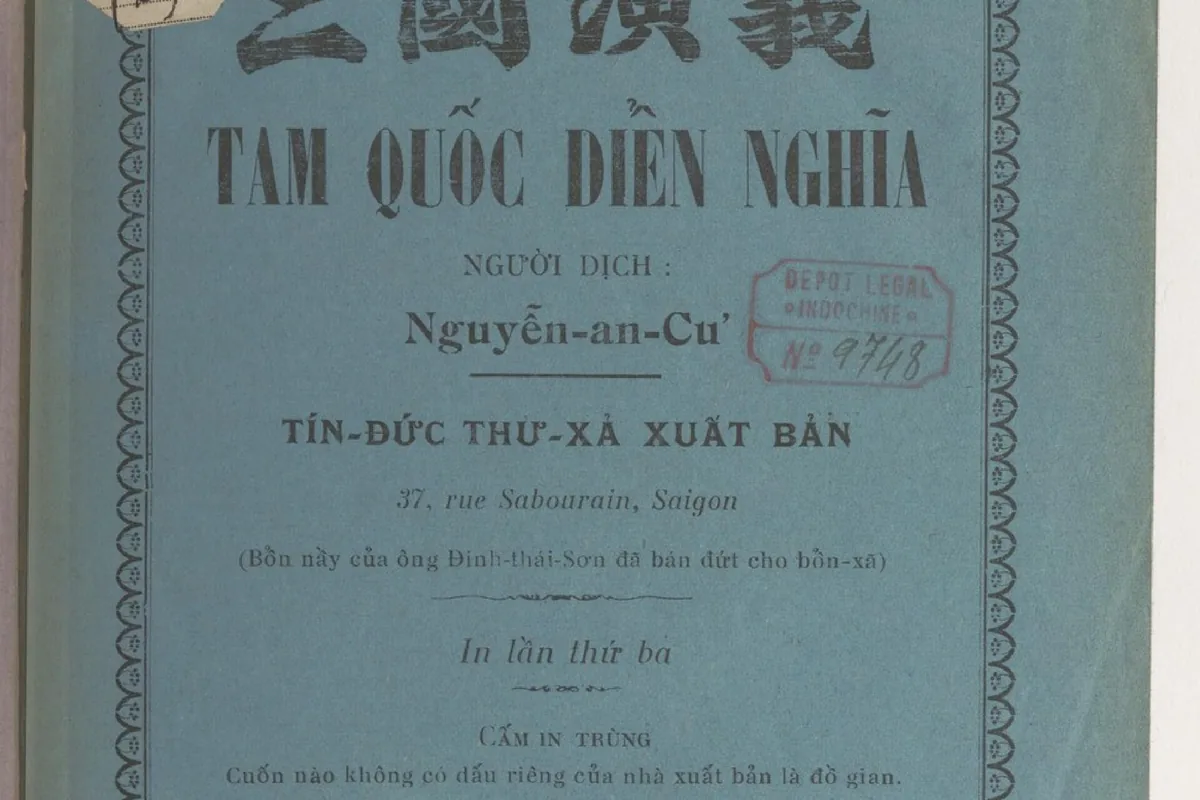 三國演義
TAM QUỐC DIỂN NGHĨA
NGƯỜI DỊCH :
Nguyễn-an-Cư
DEPOT LEGAL
INDOCHINE
Nº 9748
TÍN-ĐỨC THƯ-XẢ XUẤT BẢN
37, rue Sabourain, Saigon
(Bổn nầy của ông Đinh-thái-Sơn đã bán đứt cho bổn-xã)
In lần thứ ba
CẤM IN TRÙNG
Cuốn nào không có dấu riêng của nhà xuất bản là đồ gian.